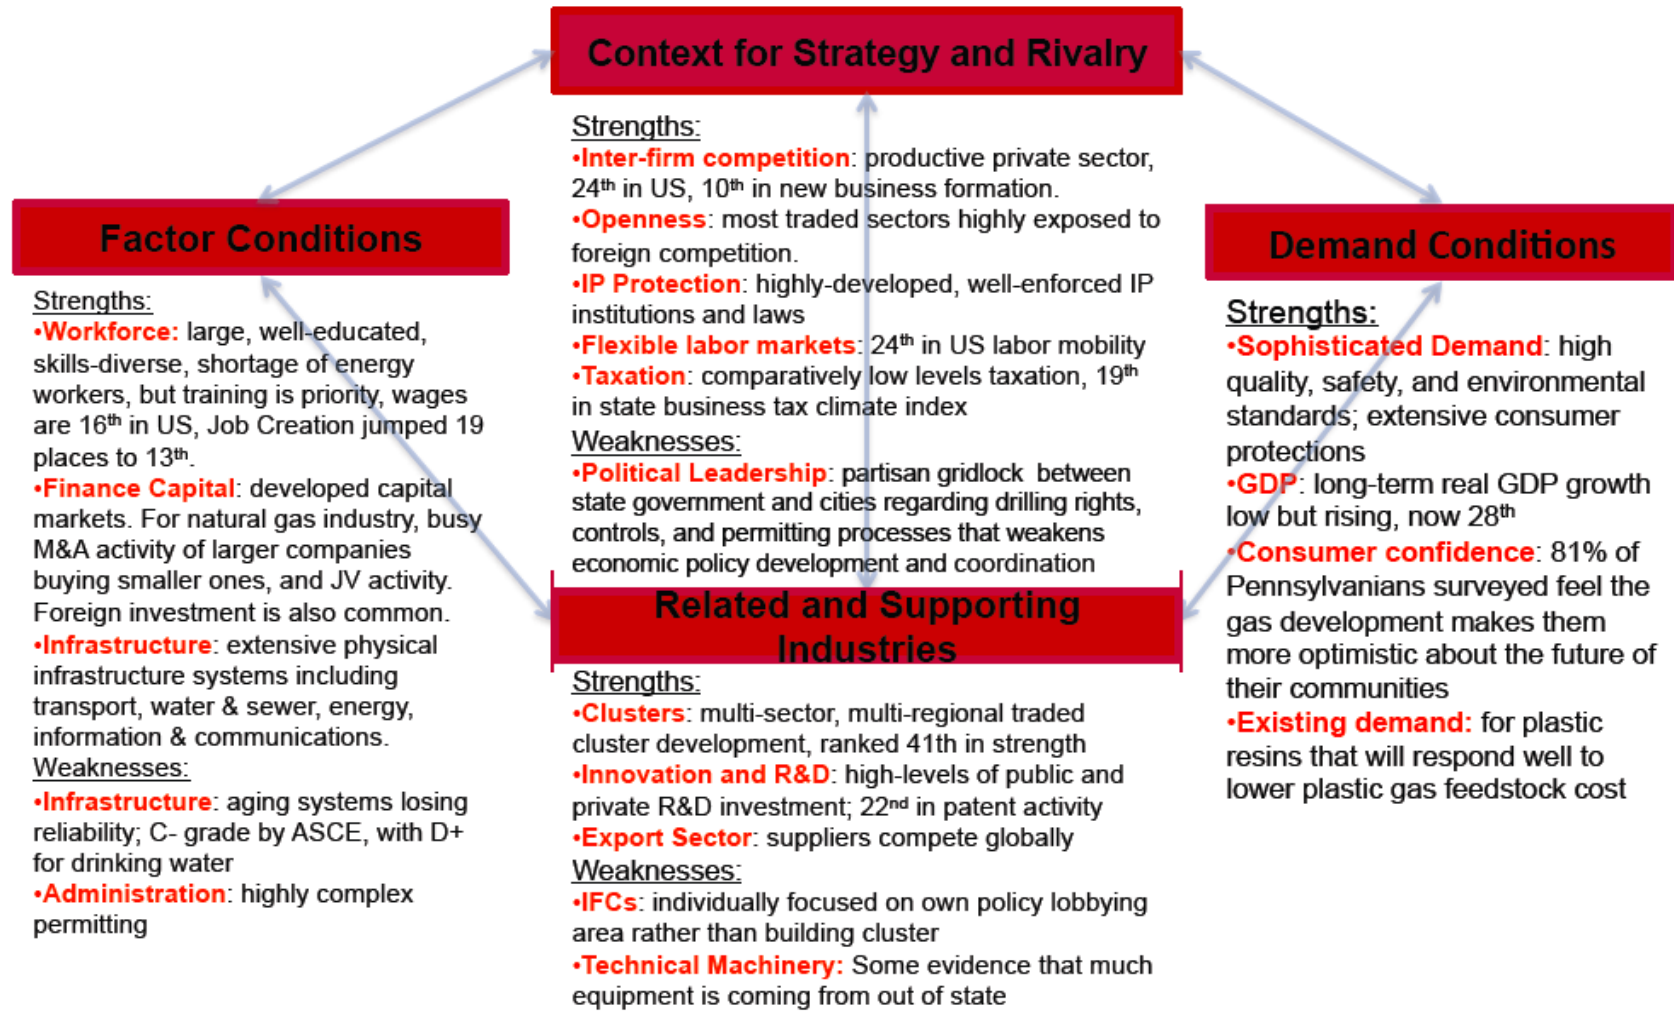 Context for Strategy and Rivalry
Strengths:
•Inter-firm competition: productive private sector,
24th in US, 10th in new business formation.
•Openness: most traded sectors highly exposed to
foreign competition.
•IP Protection: highly-developed, well-enforced IP
institutions and laws
•Flexible labor markets: 24th in US labor mobility
•Taxation: comparatively low levels taxation, 19th
in state business tax climate index
Weaknesses:
•Political Leadership: partisan gridlock between
state government and cities regarding drilling rights,
controls, and permitting processes that weakens
economic policy development and coordination
Factor Conditions
Strengths:
•Workforce: large, well-educated,
skills-diverse, shortage of energy
workers, but training is priority, wages
are 16th in US, Job Creation jumped 19
places to 13th.
•Finance Capital: developed capital
markets. For natural gas industry, busy
M&A activity of larger companies
buying smaller ones, and JV activity.
Foreign investment is also common.
•Infrastructure: extensive physical
infrastructure systems including
transport, water & sewer, energy,
information & communications.
Weaknesses:
•Infrastructure: aging systems losing
reliability; C- grade by ASCE, with D+
for drinking water
•Administration: highly complex
permitting
Demand Conditions
Strengths:
•Sophisticated Demand: high
quality, safety, and environmental
standards; extensive consumer
protections
•GDP: long-term real GDP growth
low but rising, now 28th
•Consumer confidence: 81% of
Pennsylvanians surveyed feel the
gas development makes them
more optimistic about the future of
their communities
•Existing demand: for plastic
resins that will respond well to
lower plastic gas feedstock cost
Related and Supporting
Industries
Strengths:
•Clusters: multi-sector, multi-regional traded
cluster development, ranked 41th in strength
•Innovation and R&D: high-levels of public and
private R&D investment; 22nd in patent activity
•Export Sector: suppliers compete globally
Weaknesses:
•IFCs: individually focused on own policy lobbying
area rather than building cluster
•Technical Machinery: Some evidence that much
equipment is coming from out of state